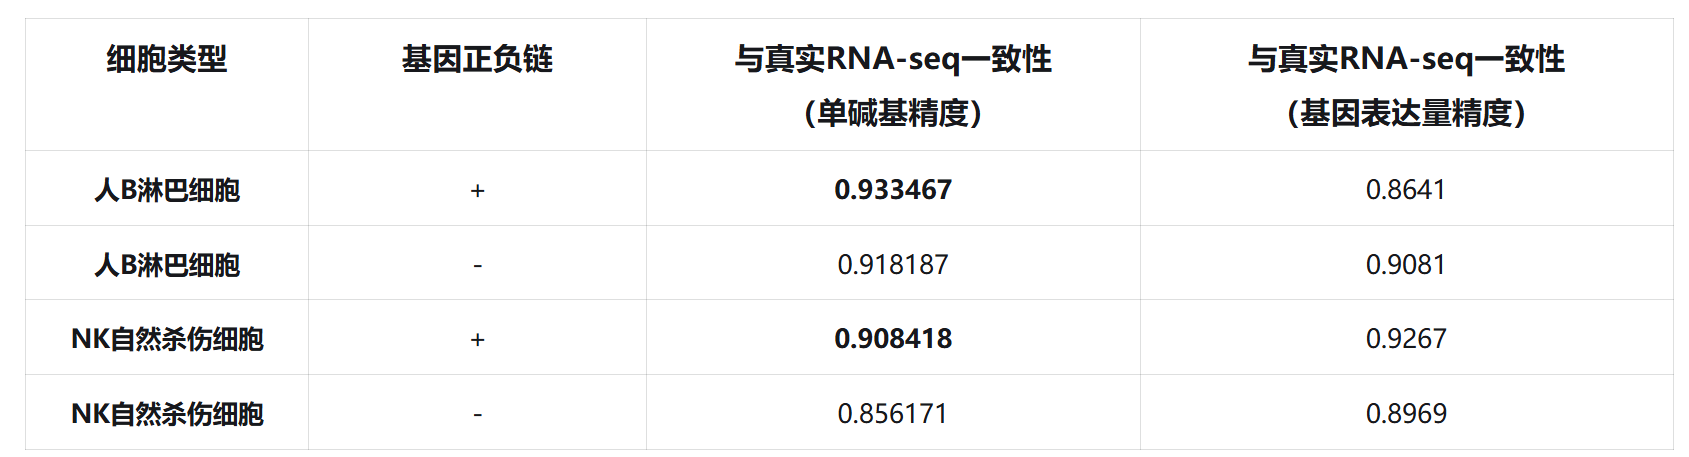 细胞类型 基因正负链 与真实RNA-seq一致性 与真实RNA-seq一致性
（单碱基精度） （基因表达量精度）
人B淋巴细胞 + 0.933467 0.8641
人B淋巴细胞 - 0.918187 0.9081
NK自然杀伤细胞 + 0.908418 0.9267
NK自然杀伤细胞 - 0.856171 0.8969